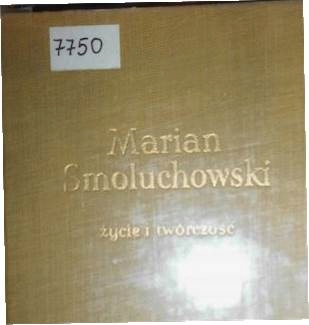 7750
Marian
Smoluchowski
życie i twórczość